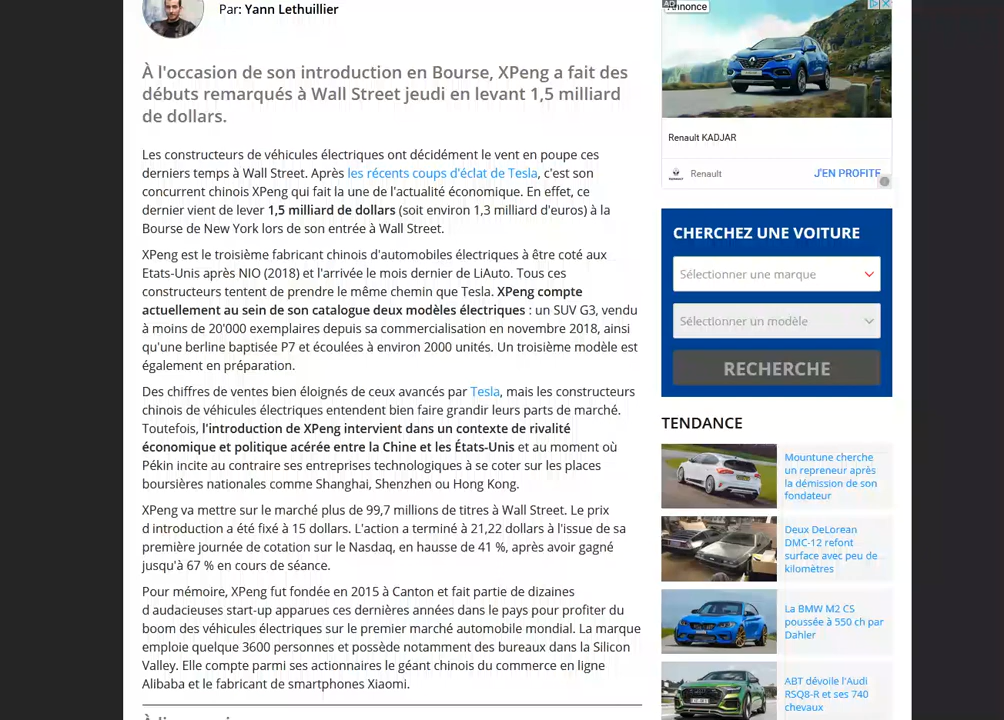 Par: Yann Lethuillier
À l'occasion de son introduction en Bourse, XPeng a fait des
débuts remarqués à Wall Street jeudi en levant 1,5 milliard
de dollars.
Les constructeurs de véhicules électriques ont décidément le vent en poupe ces
derniers temps à Wall Street. Après les récents coups d'éclat de Tesla, c'est son
concurrent chinois XPeng qui fait la une de l'actualité économique. En effet, ce
dernier vient de lever 1,5 milliard de dollars (soit environ 1,3 milliard d'euros) à la
Bourse de New York lors de son entrée à Wall Street.
XPeng est le troisième fabricant chinois d'automobiles électriques à être coté aux
Etats-Unis après NIO (2018) et l'arrivée le mois dernier de LiAuto. Tous ces
constructeurs tentent de prendre le même chemin que Tesla. XPeng compte
actuellement au sein de son catalogue deux modèles électriques : un SUV G3, vendu
à moins de 20'000 exemplaires depuis sa commercialisation en novembre 2018, ainsi
qu'une berline baptisée P7 et écoulées à environ 2000 unités. Un troisième modèle est
également en préparation.
Des chiffres de ventes bien éloignés de ceux avancés par Tesla, mais les constructeurs
chinois de véhicules électriques entendent bien faire grandir leurs parts de marché.
Toutefois, l'introduction de XPeng intervient dans un contexte de rivalité
économique et politique acérée entre la Chine et les États-Unis et au moment où
Pékin incite au contraire ses entreprises technologiques à se coter sur les places
boursières nationales comme Shanghai, Shenzhen ou Hong Kong.
XPeng va mettre sur le marché plus de 99,7 millions de titres à Wall Street. Le prix
d introduction a été fixé à 15 dollars. L'action a terminé à 21,22 dollars à l'issue de sa
première journée de cotation sur le Nasdaq, en hausse de 41 %, après avoir gagné
jusqu'à 67 % en cours de séance.
Pour mémoire, XPeng fut fondée en 2015 à Canton et fait partie de dizaines
d audacieuses start-up apparues ces dernières années dans le pays pour profiter du
boom des véhicules électriques sur le premier marché automobile mondial. La marque
emploie quelque 3600 personnes et possède notamment des bureaux dans la Silicon
Valley. Elle compte parmi ses actionnaires le géant chinois du commerce en ligne
Alibaba et le fabricant de smartphones Xiaomi.
Annonce
Renault KADJAR
Renault
J'EN PROFITE
CHERCHEZ UNE VOITURE
Sélectionner une marque
Sélectionner un modèle
RECHERCHE
TENDANCE
Mountune cherche
un repreneur après
la démission de son
fondateur
Deux DeLorean
DMC-12 refont
surface avec peu de
kilomètres
La BMW M2 CS
poussée à 550 ch par
Dahler
ABT dévoile l'Audi
RSQ8-R et ses 740
chevaux